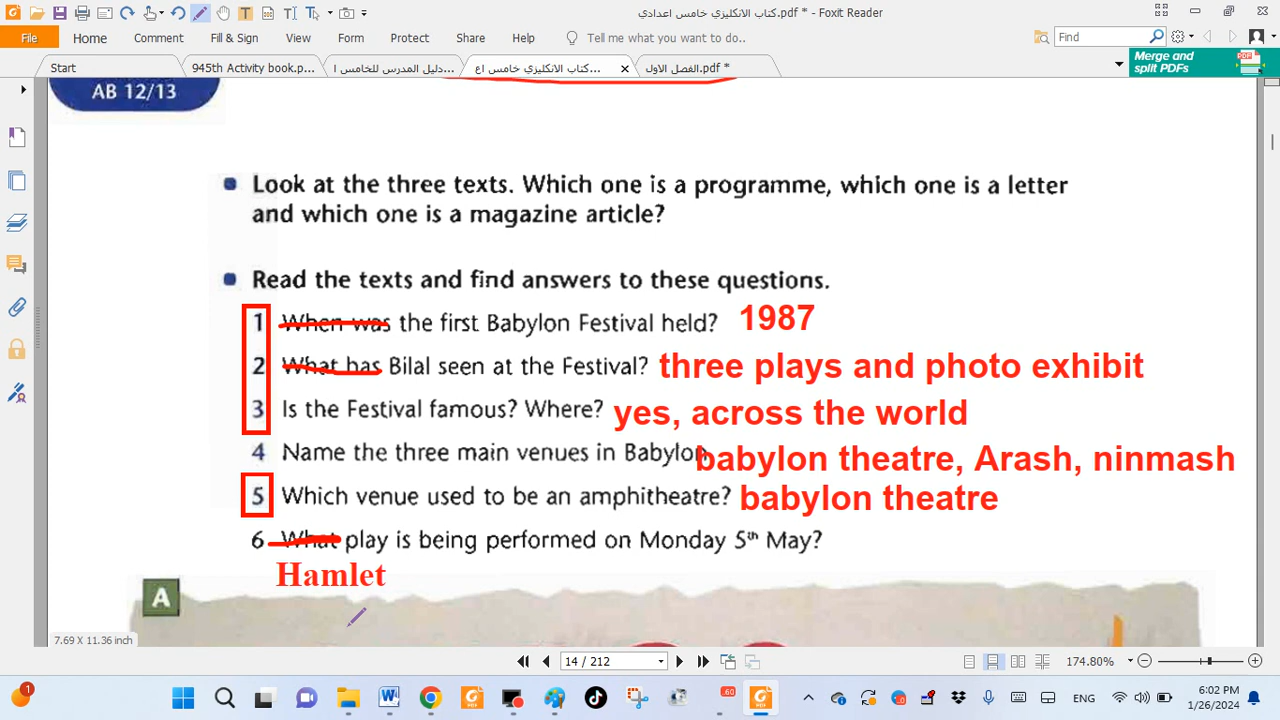 كتاب الانكليزي خامس اعدادي.pdf * - Foxit Reader
File Home Comment Fill & Sign View Form Protect Share Help Tell me what you want to do.. Find
Start 945th Activity book.p... دليل المدرس للخامس ا... كتاب الانكليزي خامس اع... الفصل الاول.pdf * Merge and
split PDFs
AB 12/13
Look at the three texts. Which one is a programme, which one is a letter
and which one is a magazine article?
Read the texts and find answers to these questions.
1 When was the first Babylon Festival held? 1987
2 What has Bilal seen at the Festival? three plays and photo exhibit
3 Is the Festival famous? Where? yes, across the world
4 Name the three main venues in Babylon babylon theatre, Arash, ninmash
5 Which venue used to be an amphitheatre? babylon theatre
6 What play is being performed on Monday 5th May?
Hamlet
A
7.69 X 11.36 inch
14 / 212 174.80%
1 .60 ENG 6:02 PM
1/26/2024